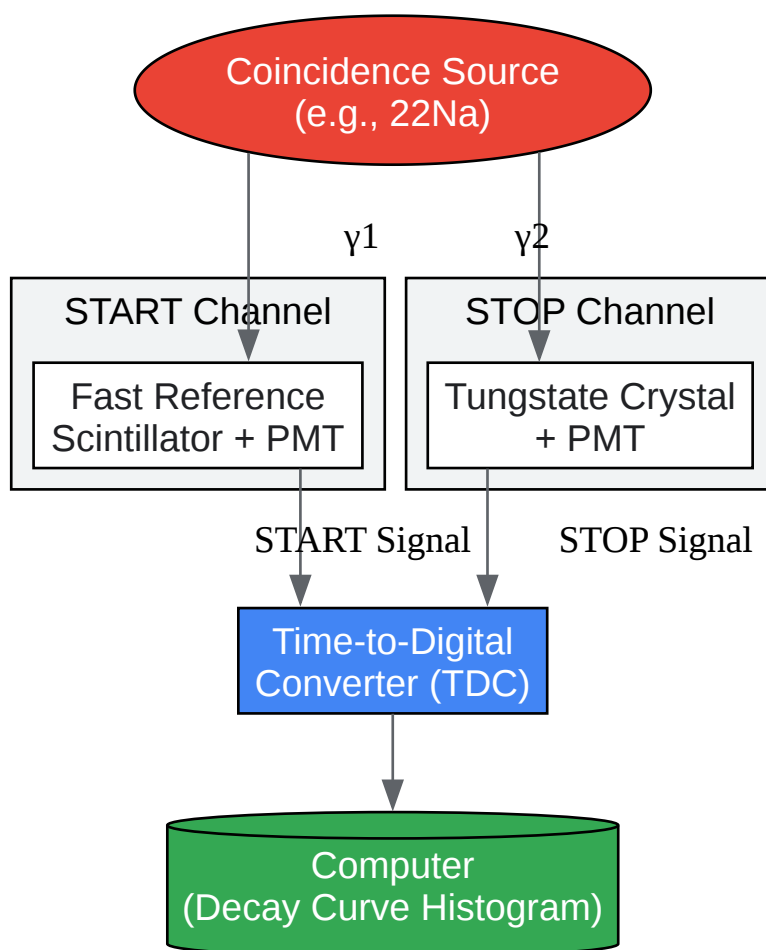 Coincidence Source
(e.g., 22Na)
γ1
γ2
START Channel
STOP Channel
Fast Reference
Scintillator + PMT
Tungstate Crystal
+ PMT
START Signal
STOP Signal
Time-to-Digital
Converter (TDC)
Computer
(Decay Curve Histogram)